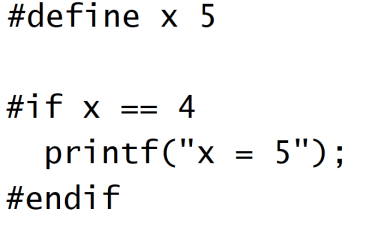 #define x 5
#if x == 4
printf("x = 5");
#endif